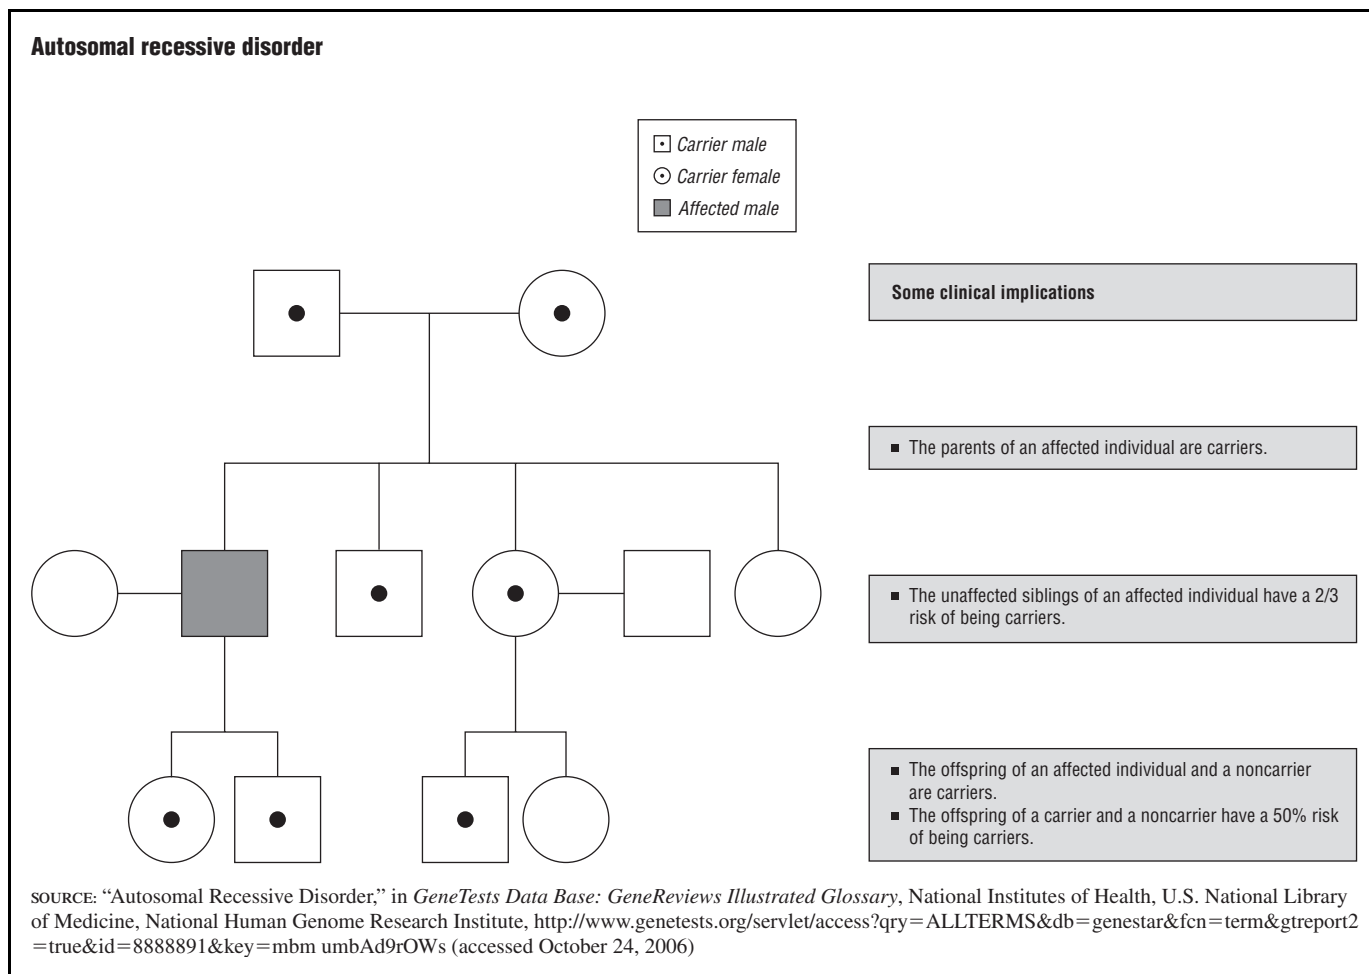 Autosomal recessive disorder
Carrier male
Carrier female
Affected male
Some clinical implications
■ The parents of an affected individual are carriers.
■ The unaffected siblings of an affected individual have a 2/3
risk of being carriers.
■ The offspring of an affected individual and a noncarrier
are carriers.
■ The offspring of a carrier and a noncarrier have a 50% risk
of being carriers.
SOURCE: “Autosomal Recessive Disorder,” in GeneTests Data Base: GeneReviews Illustrated Glossary, National Institutes of Health, U.S. National Library
of Medicine, National Human Genome Research Institute, http://www.genetests.org/servlet/access?qry=ALLTERMS&db=genestar&fcn=term&gtreport2
=true&id=8888891&key=mbm umbAd9rOWs (accessed October 24, 2006)